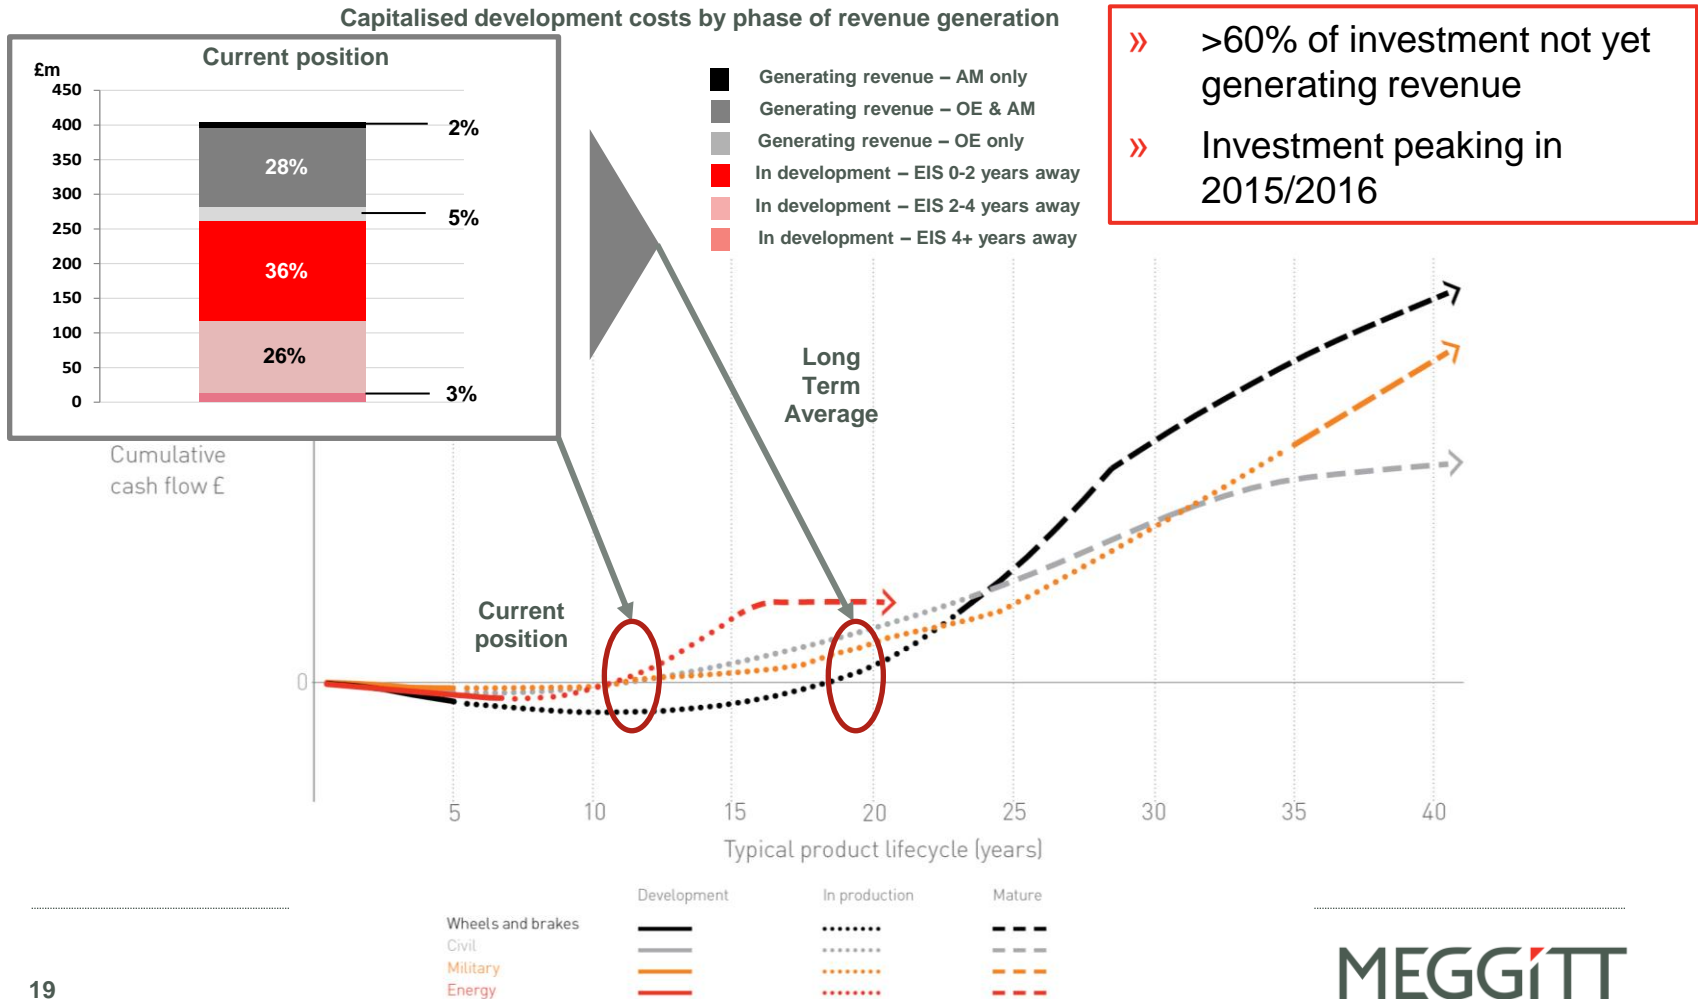 Capitalised development costs by phase of revenue generation
Current position
£m
450
400
350
300
250
200
150
100
50
0
2%
28%
5%
36%
26%
3%
Generating revenue – AM only
Generating revenue – OE & AM
Generating revenue – OE only
In development – EIS 0-2 years away
In development – EIS 2-4 years away
In development – EIS 4+ years away
» >60% of investment not yet
generating revenue
» Investment peaking in
2015/2016
Long
Term
Average
Current
position
Cumulative
cash flow £
0
5 10 15 20 25 30 35 40
Typical product lifecycle (years)
Development In production Mature
Wheels and brakes
Civil
Military
Energy
19
MEGGiTT